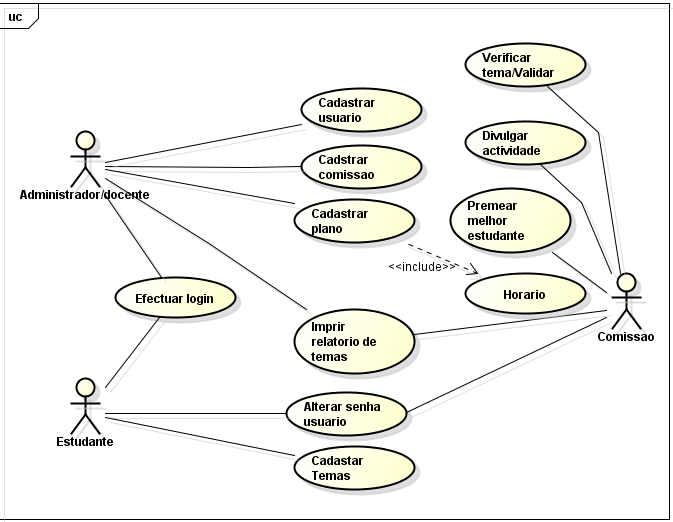 uc
Verificar
tema/Validar
Cadastrar
usuario
Divulgar
actividade
Cadstrar
comissao
Administrador/docente
Cadastrar
plano
Premear
melhor
estudante
<<include>>
Efectuar login
Horario
Imprir
relatorio de
temas
Comissao
Alterar senha
usuario
Estudante
Cadastar
Temas